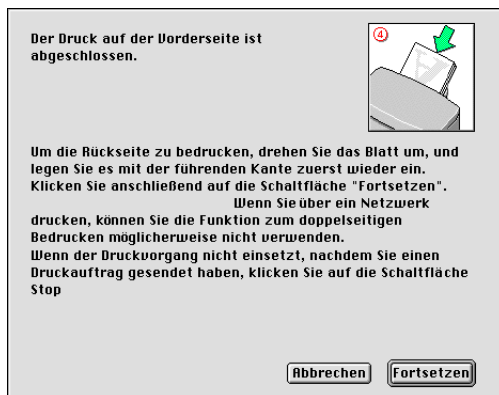 Der Druck auf der Vorderseite ist
abgeschlossen.
4
Um die Rückseite zu bedrucken, drehen Sie das Blatt um, und
legen Sie es mit der führenden Kante zuerst wieder ein.
Klicken Sie anschließend auf die Schaltfläche "Fortsetzen".
Wenn Sie über ein Netzwerk
drucken, können Sie die Funktion zum doppelseitigen
Bedrucken möglicherweise nicht verwenden.
Wenn der Druckvorgang nicht einsetzt, nachdem Sie einen
Druckauftrag gesendet haben, klicken Sie auf die Schaltfläche
Stop
Abbrechen Fortsetzen